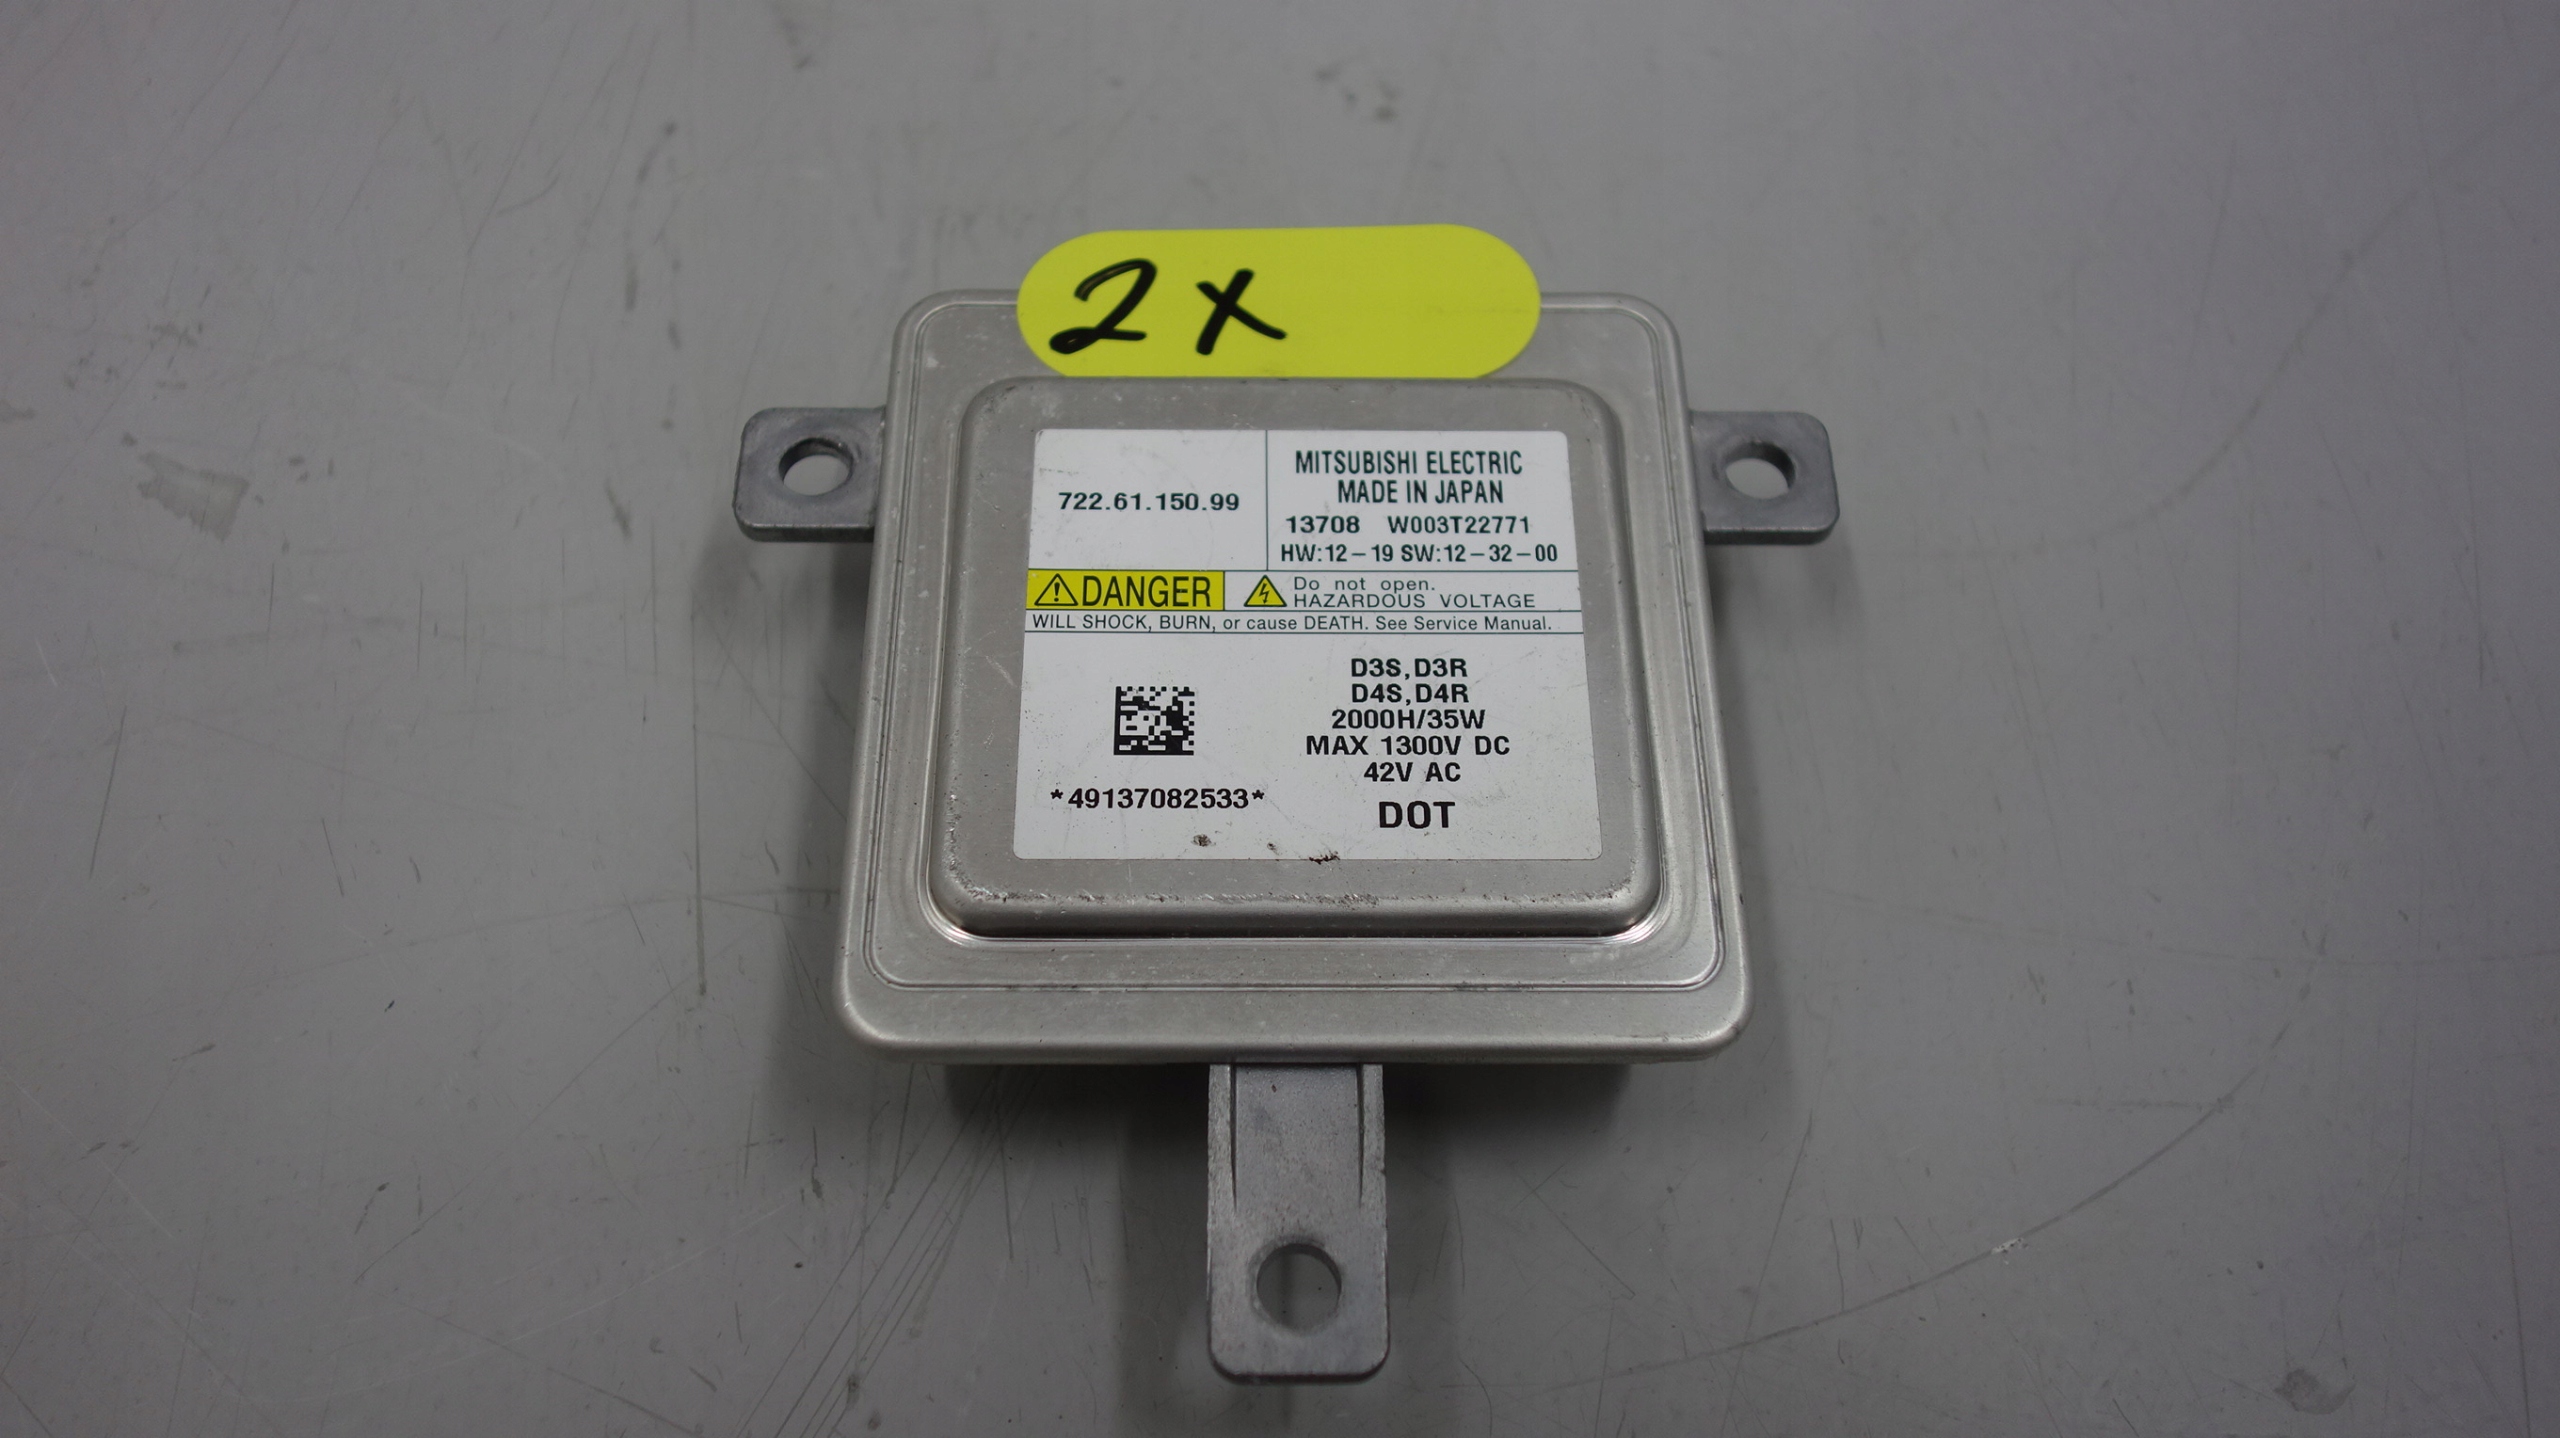 2x
722.61.150.99
MITSUBISHI ELECTRIC
MADE IN JAPAN
13708 W003T22771
HW:12-19 SW:12-32-00
DANGER
Do not open.
HAZARDOUS VOLTAGE
WILL SHOCK, BURN, or cause DEATH. See Service Manual.
D3S,D3R
D4S,D4R
2000H/35W
MAX 1300V DC
42V AC
*49137082533*
DOT